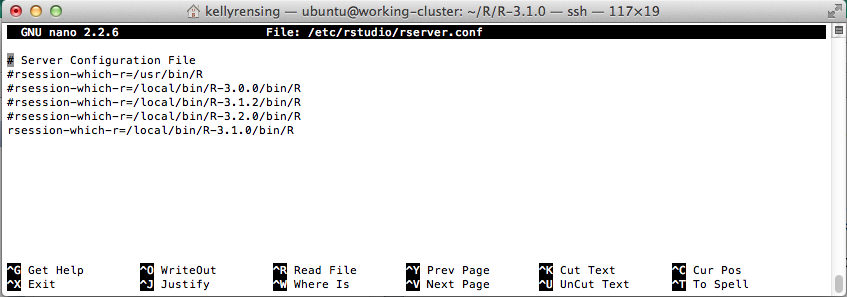 kellyrensing — ubuntu@working-cluster: ~/R/R-3.1.0 — ssh — 117×19
GNU nano 2.2.6 File: /etc/rstudio/rserver.conf
# Server Configuration File
#rsession-which-r=/usr/bin/R
#rsession-which-r=/local/bin/R-3.0.0/bin/R
#rsession-which-r=/local/bin/R-3.1.2/bin/R
#rsession-which-r=/local/bin/R-3.2.0/bin/R
rsession-which-r=/local/bin/R-3.1.0/bin/R
^G Get Help ^O WriteOut ^R Read File ^Y Prev Page ^K Cut Text ^C Cur Pos
^X Exit ^J Justify ^W Where Is ^V Next Page ^U UnCut Text ^T To Spell